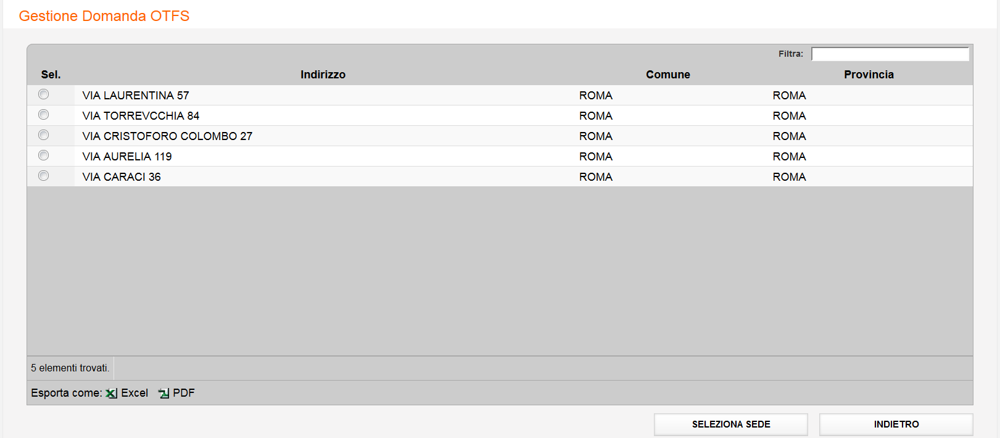 Gestione Domanda OTFS
Filtra:
Sel. Indirizzo Comune Provincia
VIA LAURENTINA 57 ROMA ROMA
VIA TORREVCCHIA 84 ROMA ROMA
VIA CRISTOFORO COLOMBO 27 ROMA ROMA
VIA AURELIA 119 ROMA ROMA
VIA CARACI 36 ROMA ROMA
5 elementi trovati.
Esporta come: Excel PDF
SELEZIONA SEDE INDIETRO